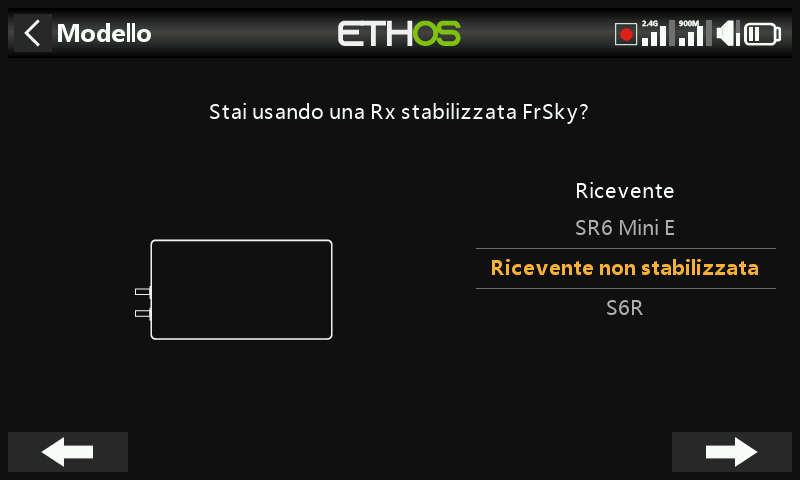 Modello
ETHOS
2.4G
900M
Stai usando una Rx stabilizzata FrSky?
Ricevente
SR6 Mini E
Ricevente non stabilizzata
S6R